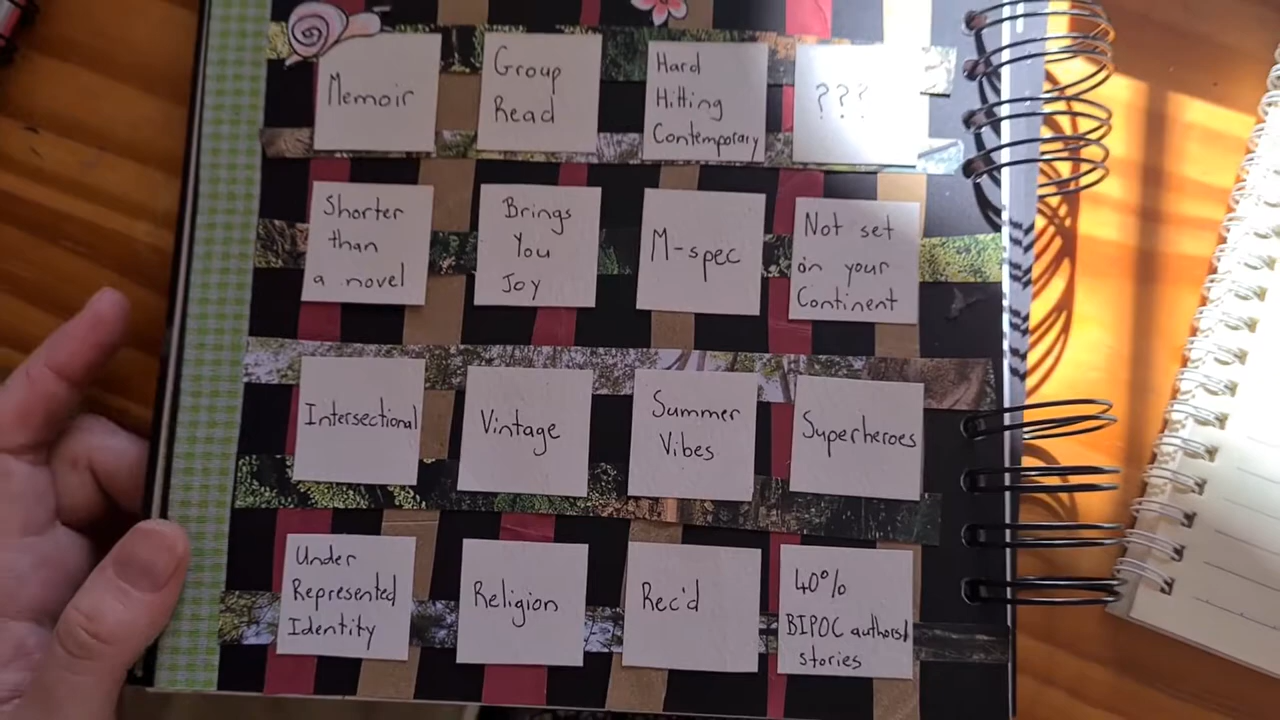 Memoir
Group
Read
Hard
Hitting
Contemporary
???
Shorter
than
a novel
Brings
You
Joy
M-spec
Not set
on your
Continent
Intersectional
Vintage
Summer
Vibes
Superheroes
Under
Represented
Identity
Religion
Rec'd
40%
BIPOC authors/
stories